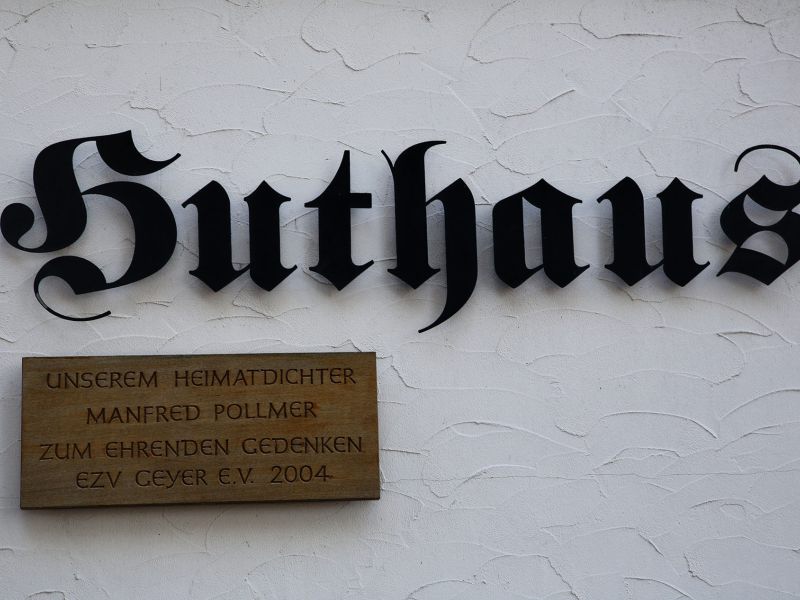 Huthaus
UNSEREM HEIMATDICHTER
MANFRED POLLMER
ZUM EHRENDEN GEDENKEN
EZV GEYER E.V. 2004